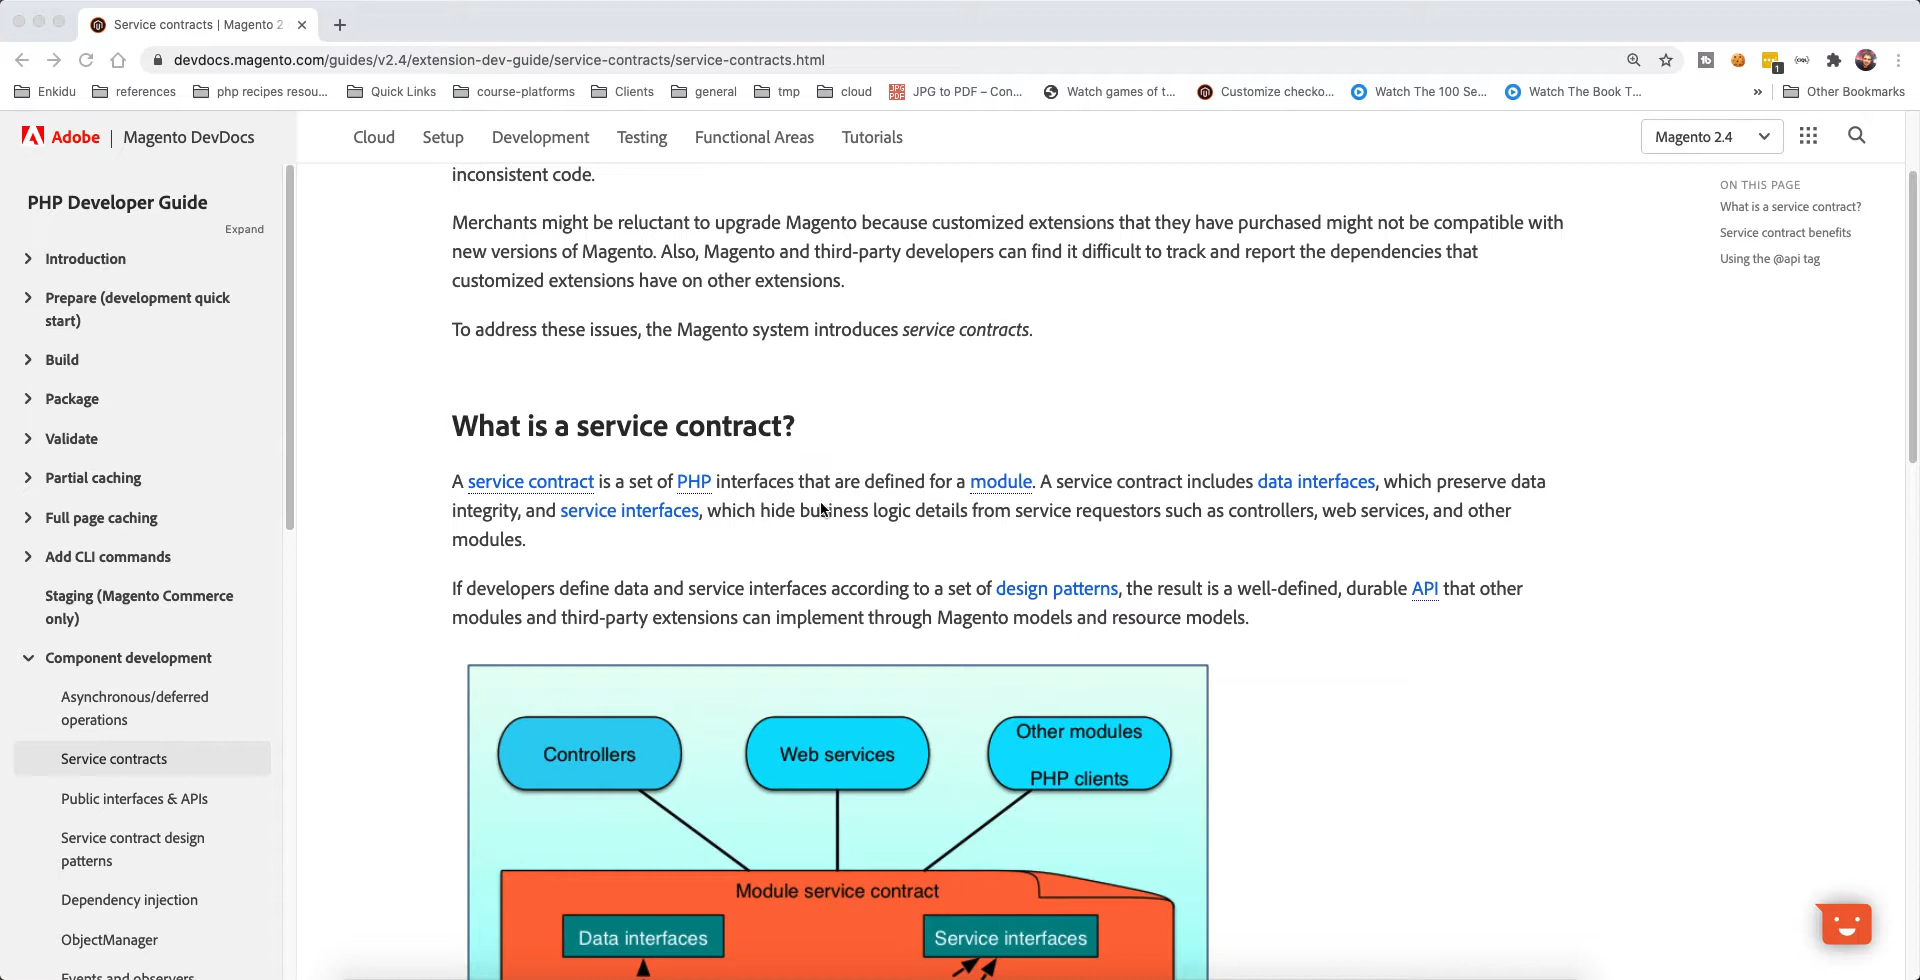 Service contracts | Magento 2
devdocs.magento.com/guides/v2.4/extension-dev-guide/service-contracts/service-contracts.html
1
Enkidu
references
php recipes resou...
Quick Links
course-platforms
Clients
general
tmp
cloud
JPG to PDF – Con...
Watch games of t...
Customize checko...
Watch The 100 Se...
Watch The Book T...
»
Other Bookmarks
Adobe | Magento DevDocs
Cloud
Setup
Development
Testing
Functional Areas
Tutorials
Magento 2.4
PHP Developer Guide
Expand
Introduction
Prepare (development quick
start)
Build
Package
Validate
Partial caching
Full page caching
Add CLI commands
Staging (Magento Commerce
only)
Component development
Asynchronous/deferred
operations
Service contracts
Public interfaces & APIs
Service contract design
patterns
Dependency injection
ObjectManager
Events and observers
inconsistent code.
Merchants might be reluctant to upgrade Magento because customized extensions that they have purchased might not be compatible with
new versions of Magento. Also, Magento and third-party developers can find it difficult to track and report the dependencies that
customized extensions have on other extensions.
To address these issues, the Magento system introduces service contracts.
What is a service contract?
A service contract is a set of PHP interfaces that are defined for a module. A service contract includes data interfaces, which preserve data
integrity, and service interfaces, which hide business logic details from service requestors such as controllers, web services, and other
modules.
If developers define data and service interfaces according to a set of design patterns, the result is a well-defined, durable API that other
modules and third-party extensions can implement through Magento models and resource models.
Controllers
Web services
Other modules
PHP clients
Module service contract
Data interfaces
Service interfaces
ON THIS PAGE
What is a service contract?
Service contract benefits
Using the @api tag